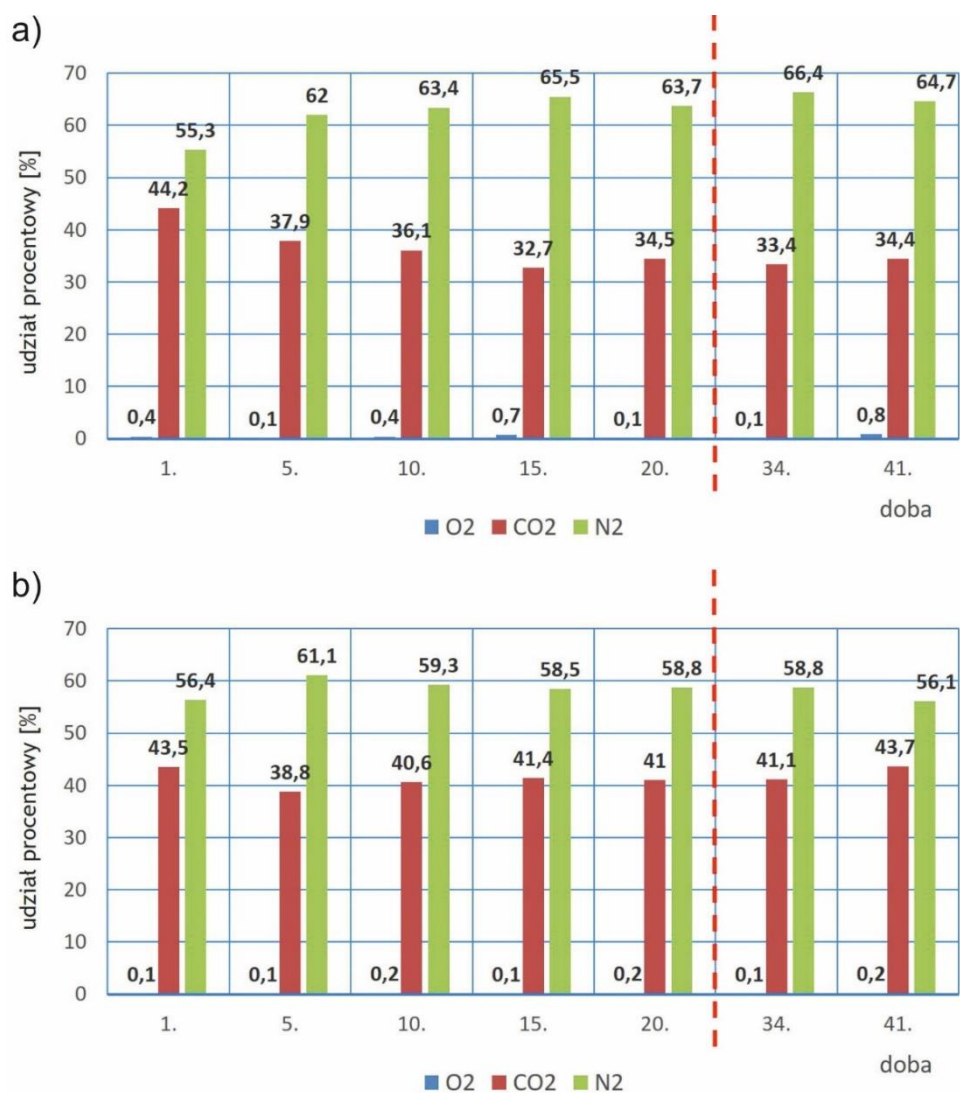 a)
udział procentowy [%]
70
60
50
40
30
20
10
0
0,4 44,2 55,3
0,1 37,9 62
0,4 36,1 63,4
0,7 32,7 65,5
0,1 34,5 63,7
0,1 33,4 66,4
0,8 34,4 64,7
1. 5. 10. 15. 20. 34. 41.
doba
O2 CO2 N2
b)
udział procentowy [%]
70
60
50
40
30
20
10
0
0,1 43,5 56,4
0,1 38,8 61,1
0,2 40,6 59,3
0,1 41,4 58,5
0,2 41 58,8
0,1 41,1 58,8
0,2 43,7 56,1
1. 5. 10. 15. 20. 34. 41.
doba
O2 CO2 N2